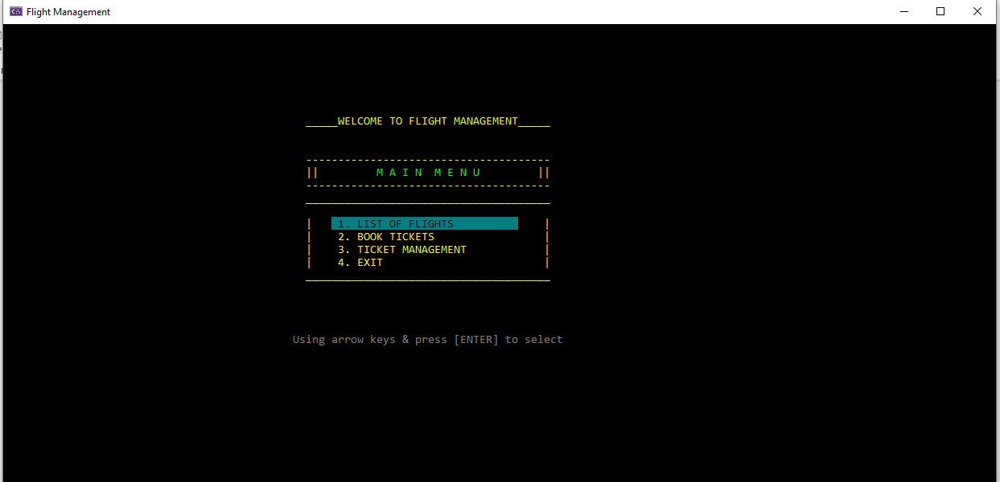 Flight Management
_____WELCOME TO FLIGHT MANAGEMENT_____
--------------------------------------
||         M A I N  M E N U         ||
--------------------------------------
______________________________________
|    1. LIST OF FLIGHTS              |
|    2. BOOK TICKETS                 |
|    3. TICKET MANAGEMENT            |
|    4. EXIT                         |
______________________________________
Using arrow keys & press [ENTER] to select